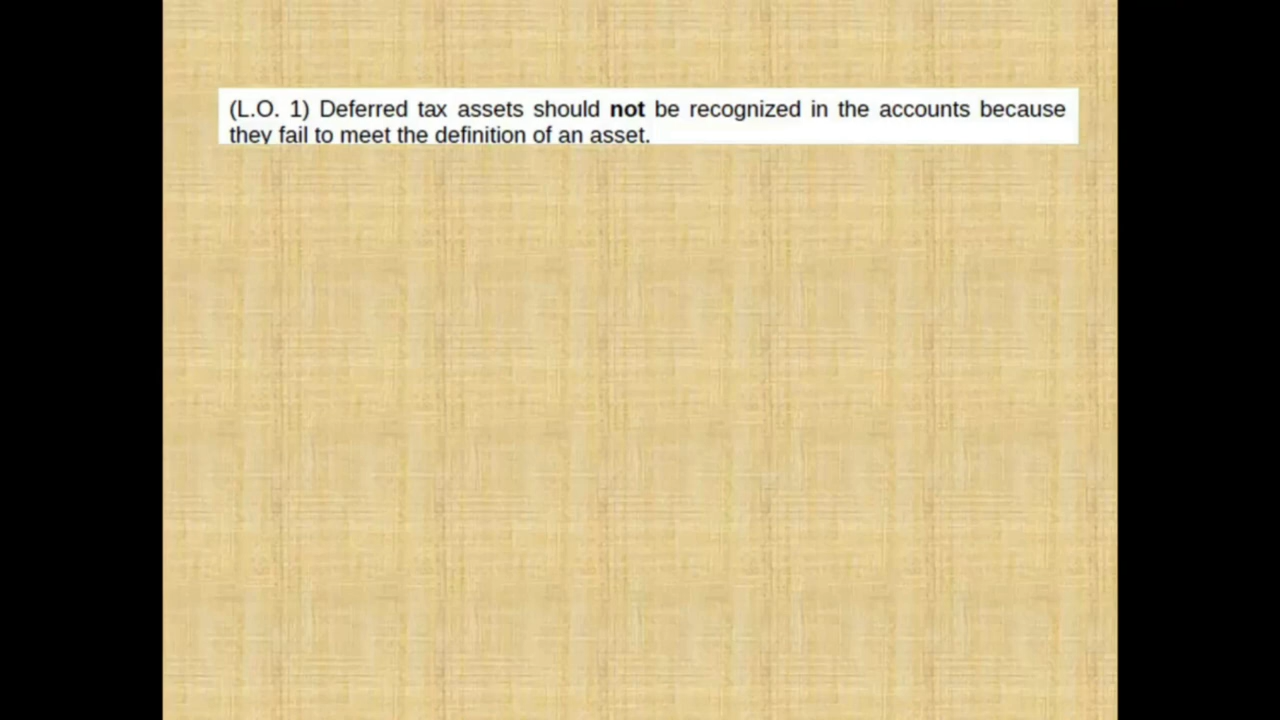 (L.O. 1) Deferred tax assets should not be recognized in the accounts because
they fail to meet the definition of an asset.